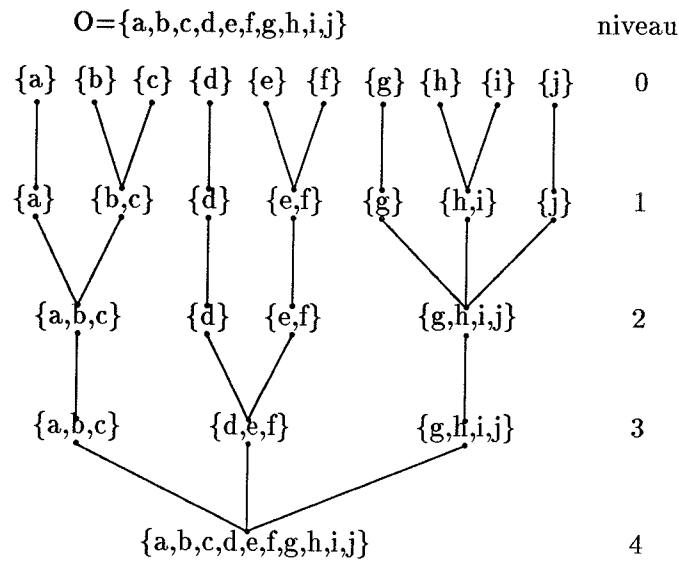 O={a,b,c,d,e,f,g,h,i,j} niveau
{a} {b} {c} {d} {e} {f} {g} {h} {i} {j} 0
{a} {b,c} {d} {e,f} {g} {h,i} {j} 1
{a,b,c} {d} {e,f} {g,h,i,j} 2
{a,b,c} {d,e,f} {g,h,i,j} 3
{a,b,c,d,e,f,g,h,i,j} 4